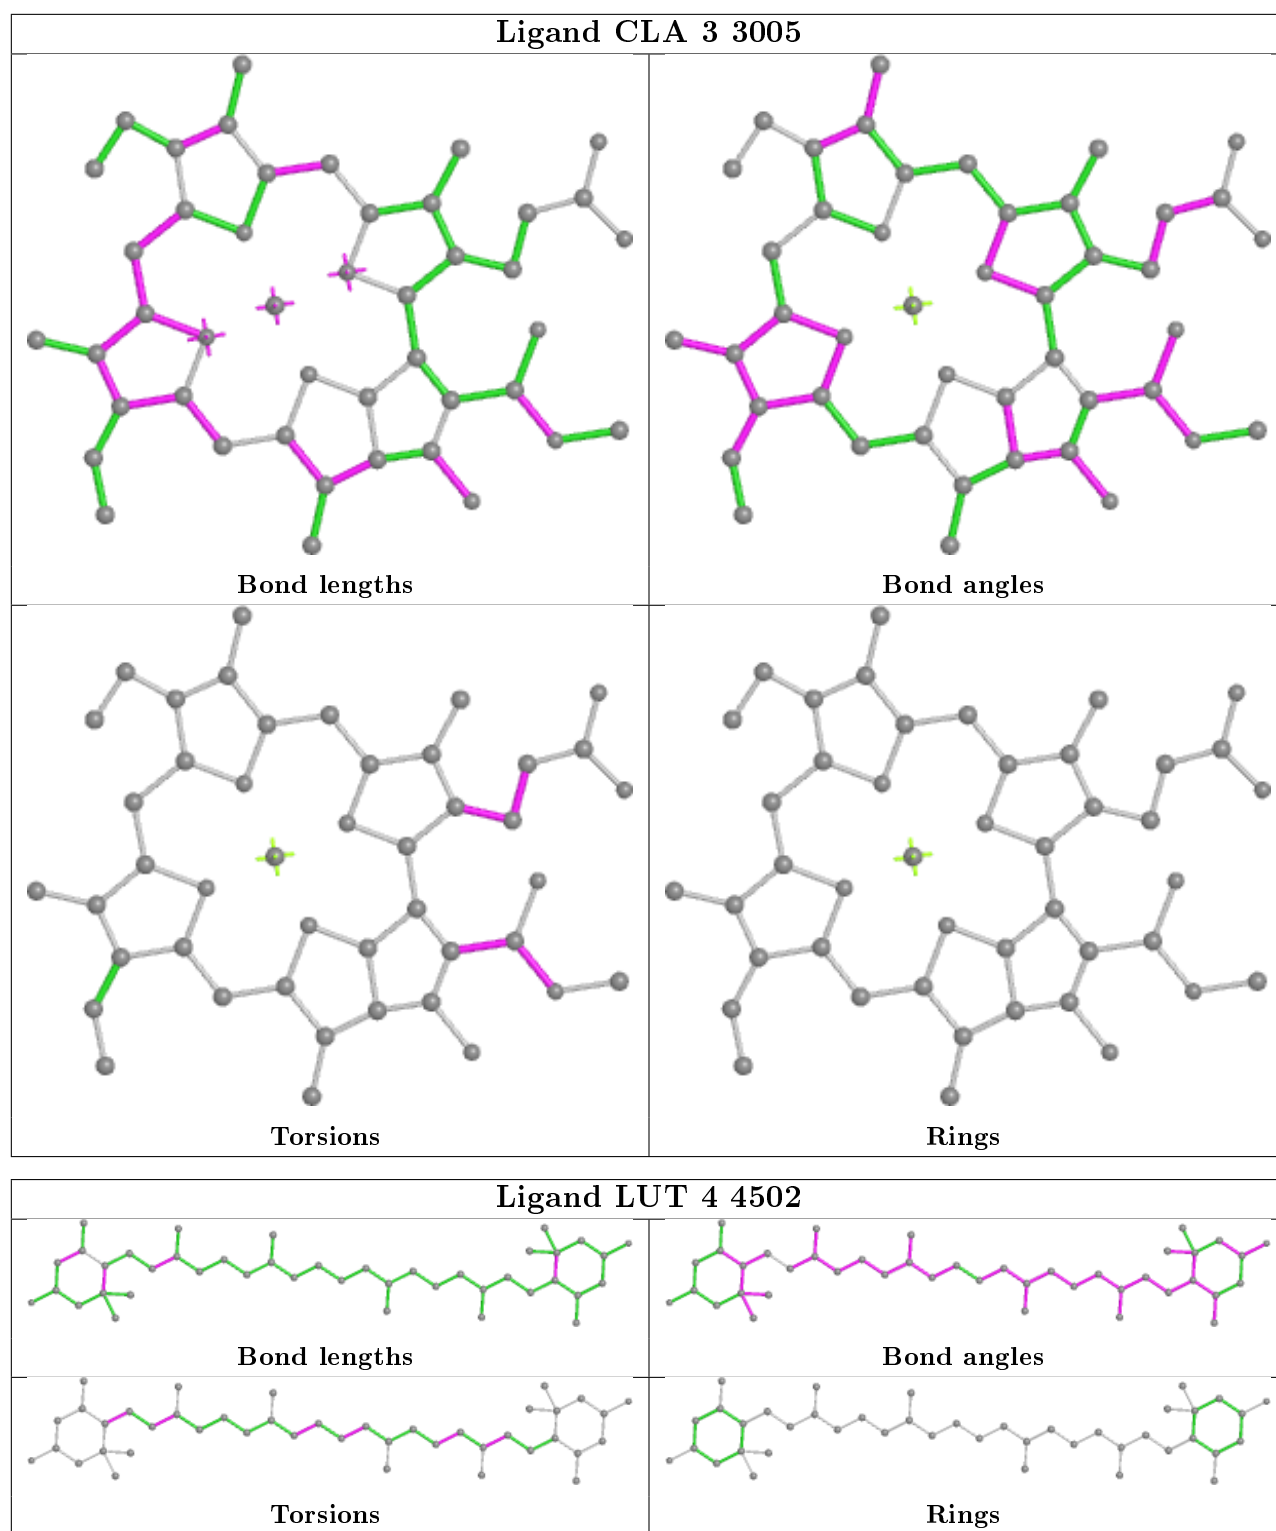 Ligand CLA 3 3005
Bond lengths
Bond angles
Torsions
Rings
Ligand LUT 4 4502
Bond lengths
Bond angles
Torsions
Rings